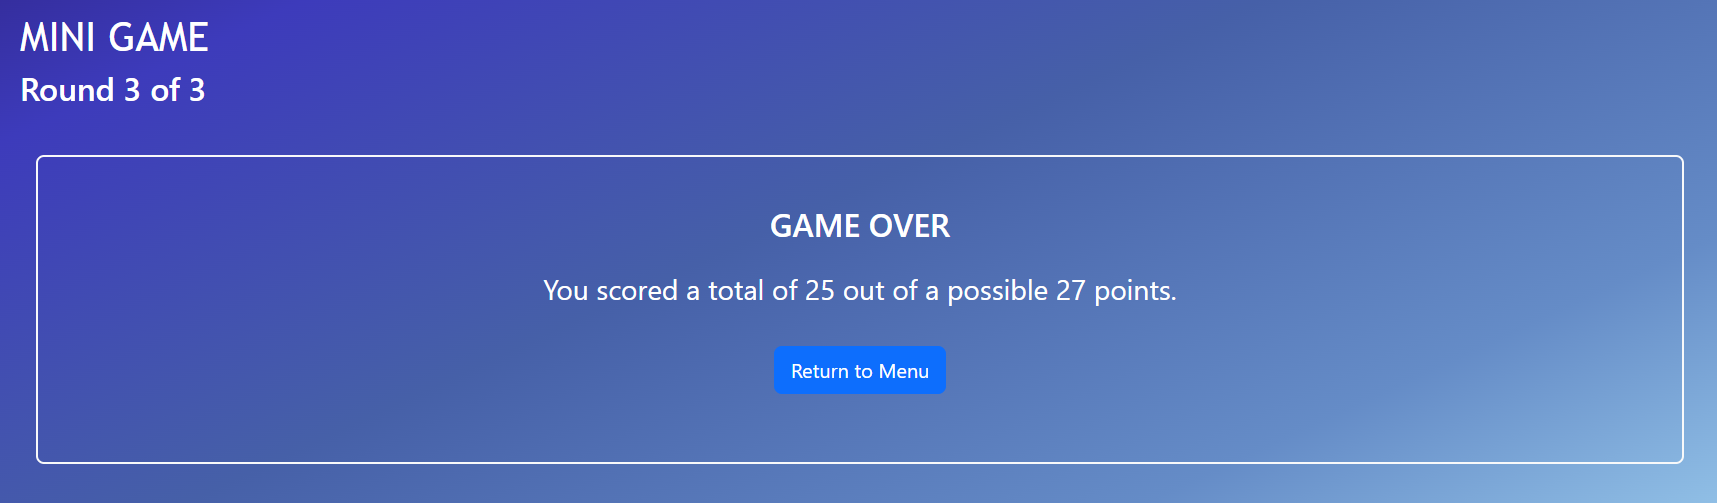 MINI GAME
Round 3 of 3
GAME OVER
You scored a total of 25 out of a possible 27 points.
Return to Menu